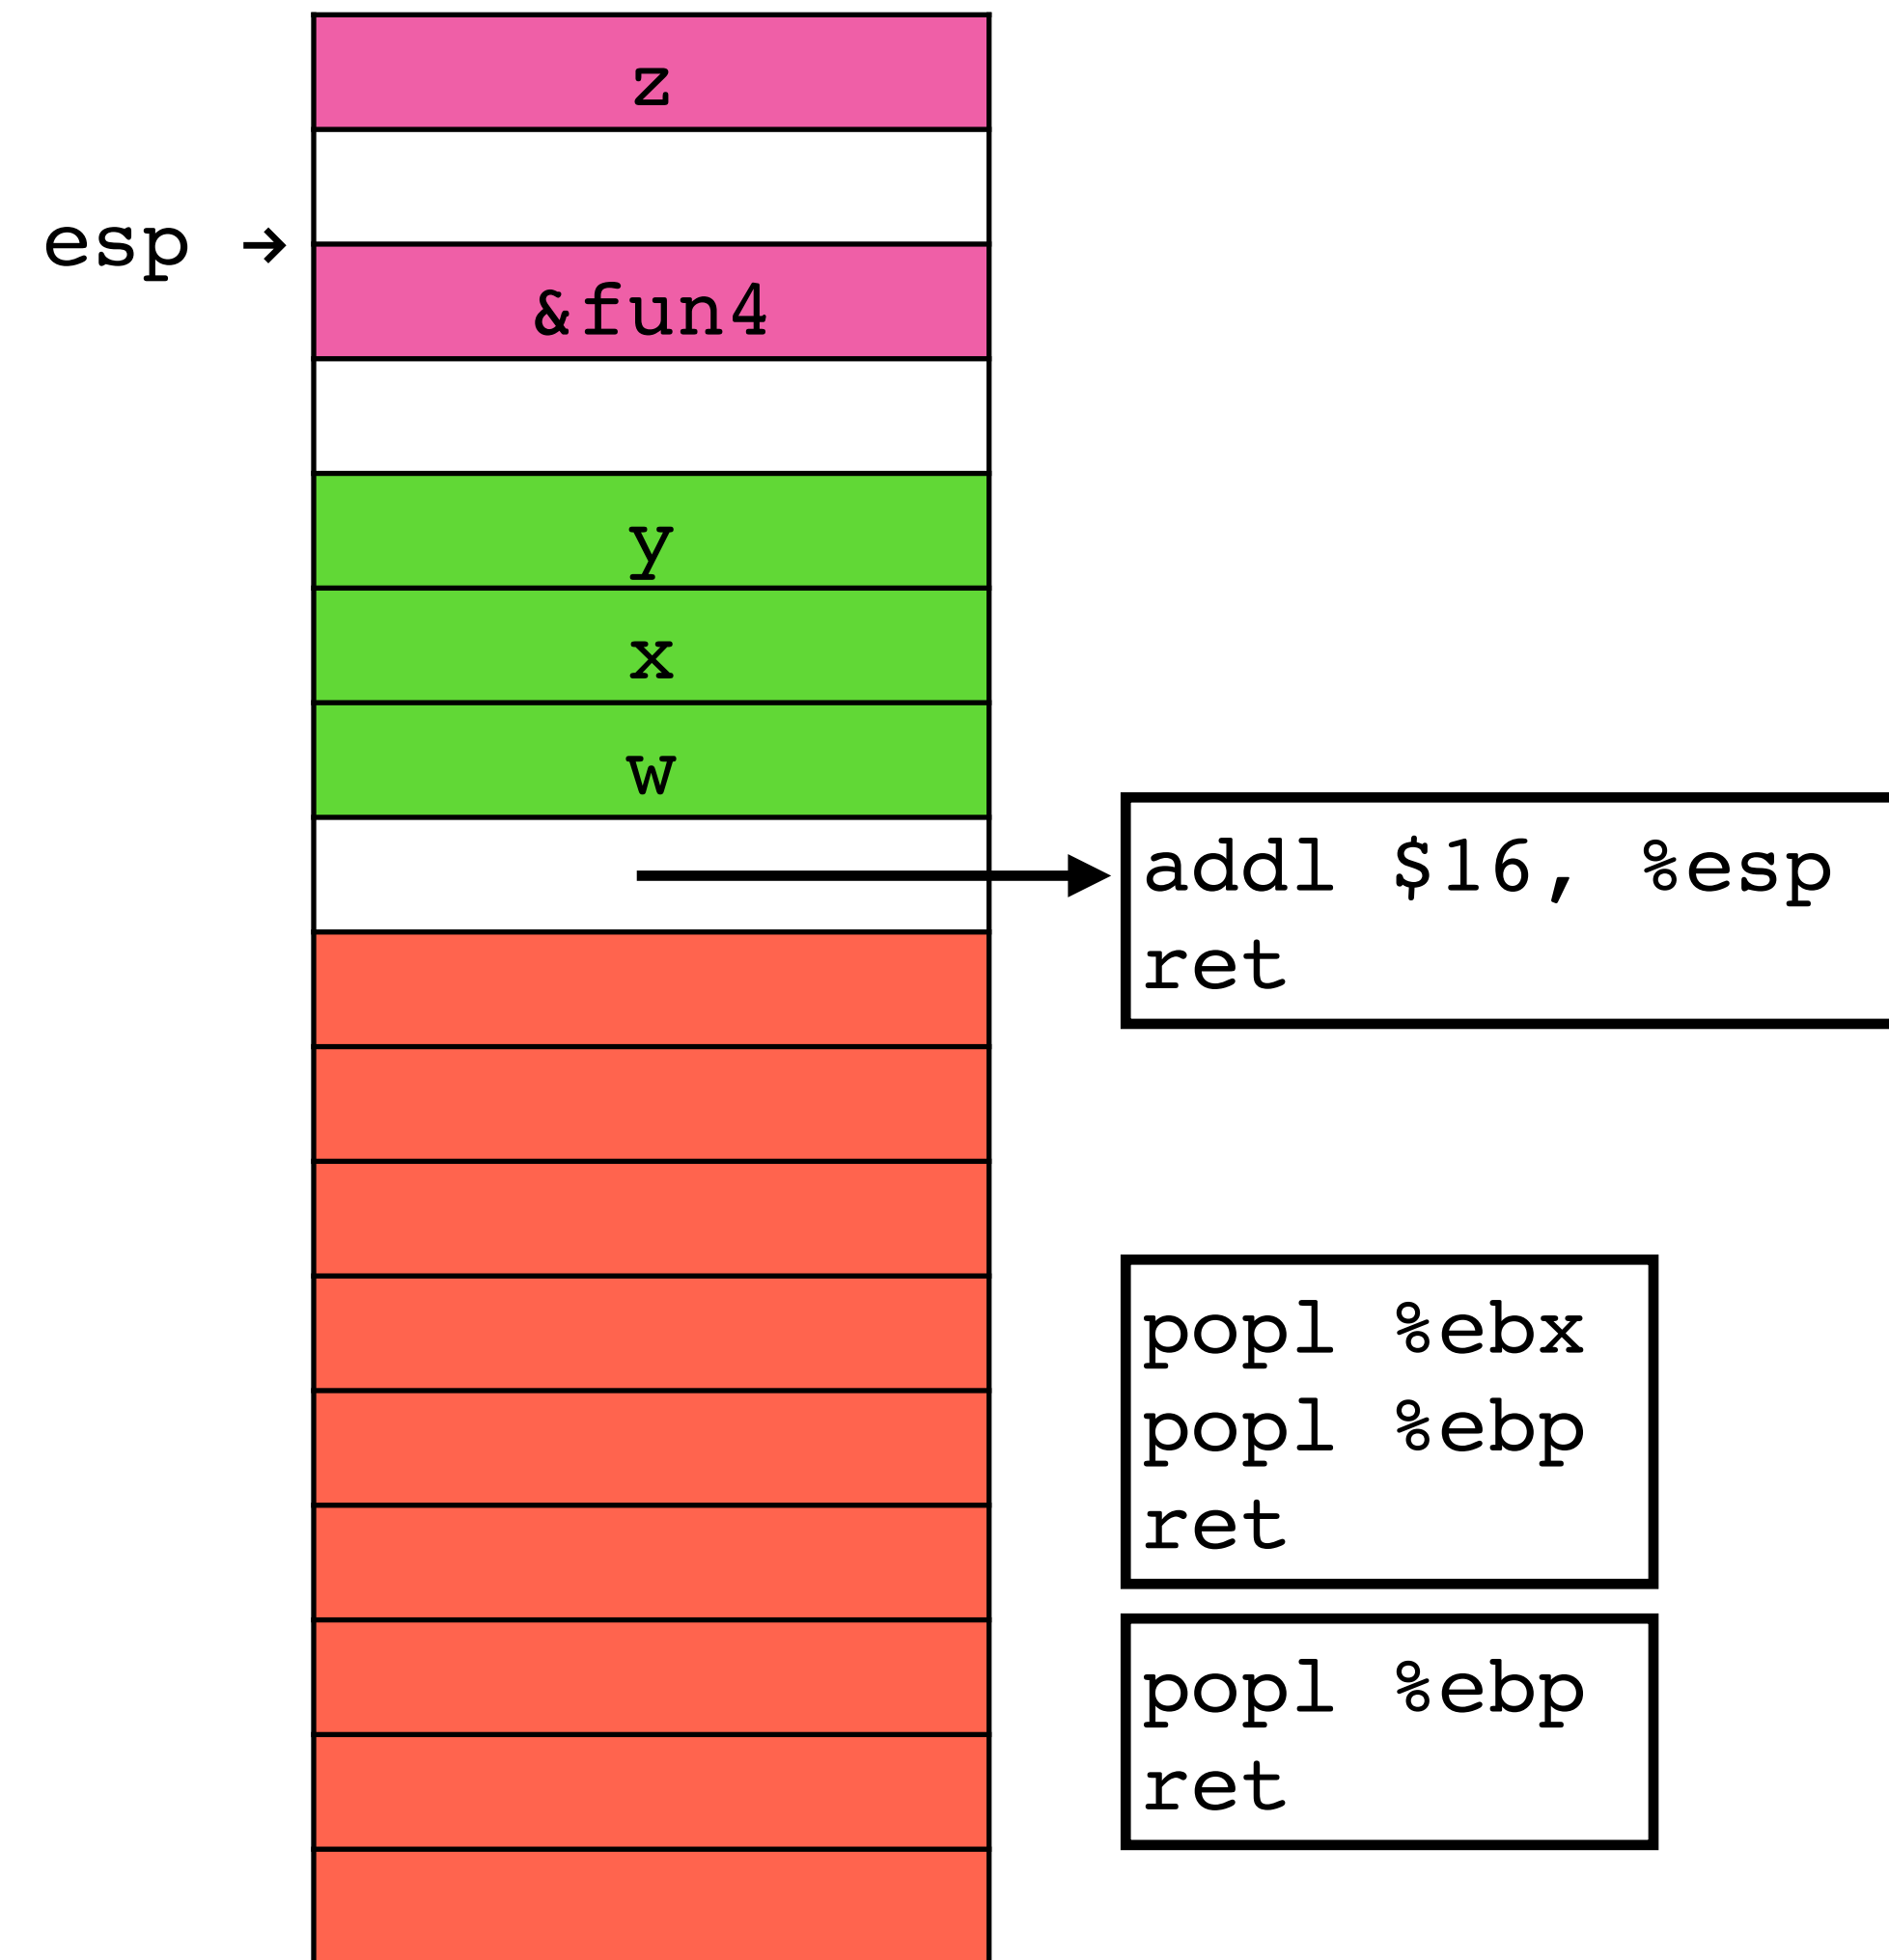 z
esp →
&fun4
y
x
w
addl $16, %esp
ret
popl %ebx
popl %ebp
ret
popl %ebp
ret